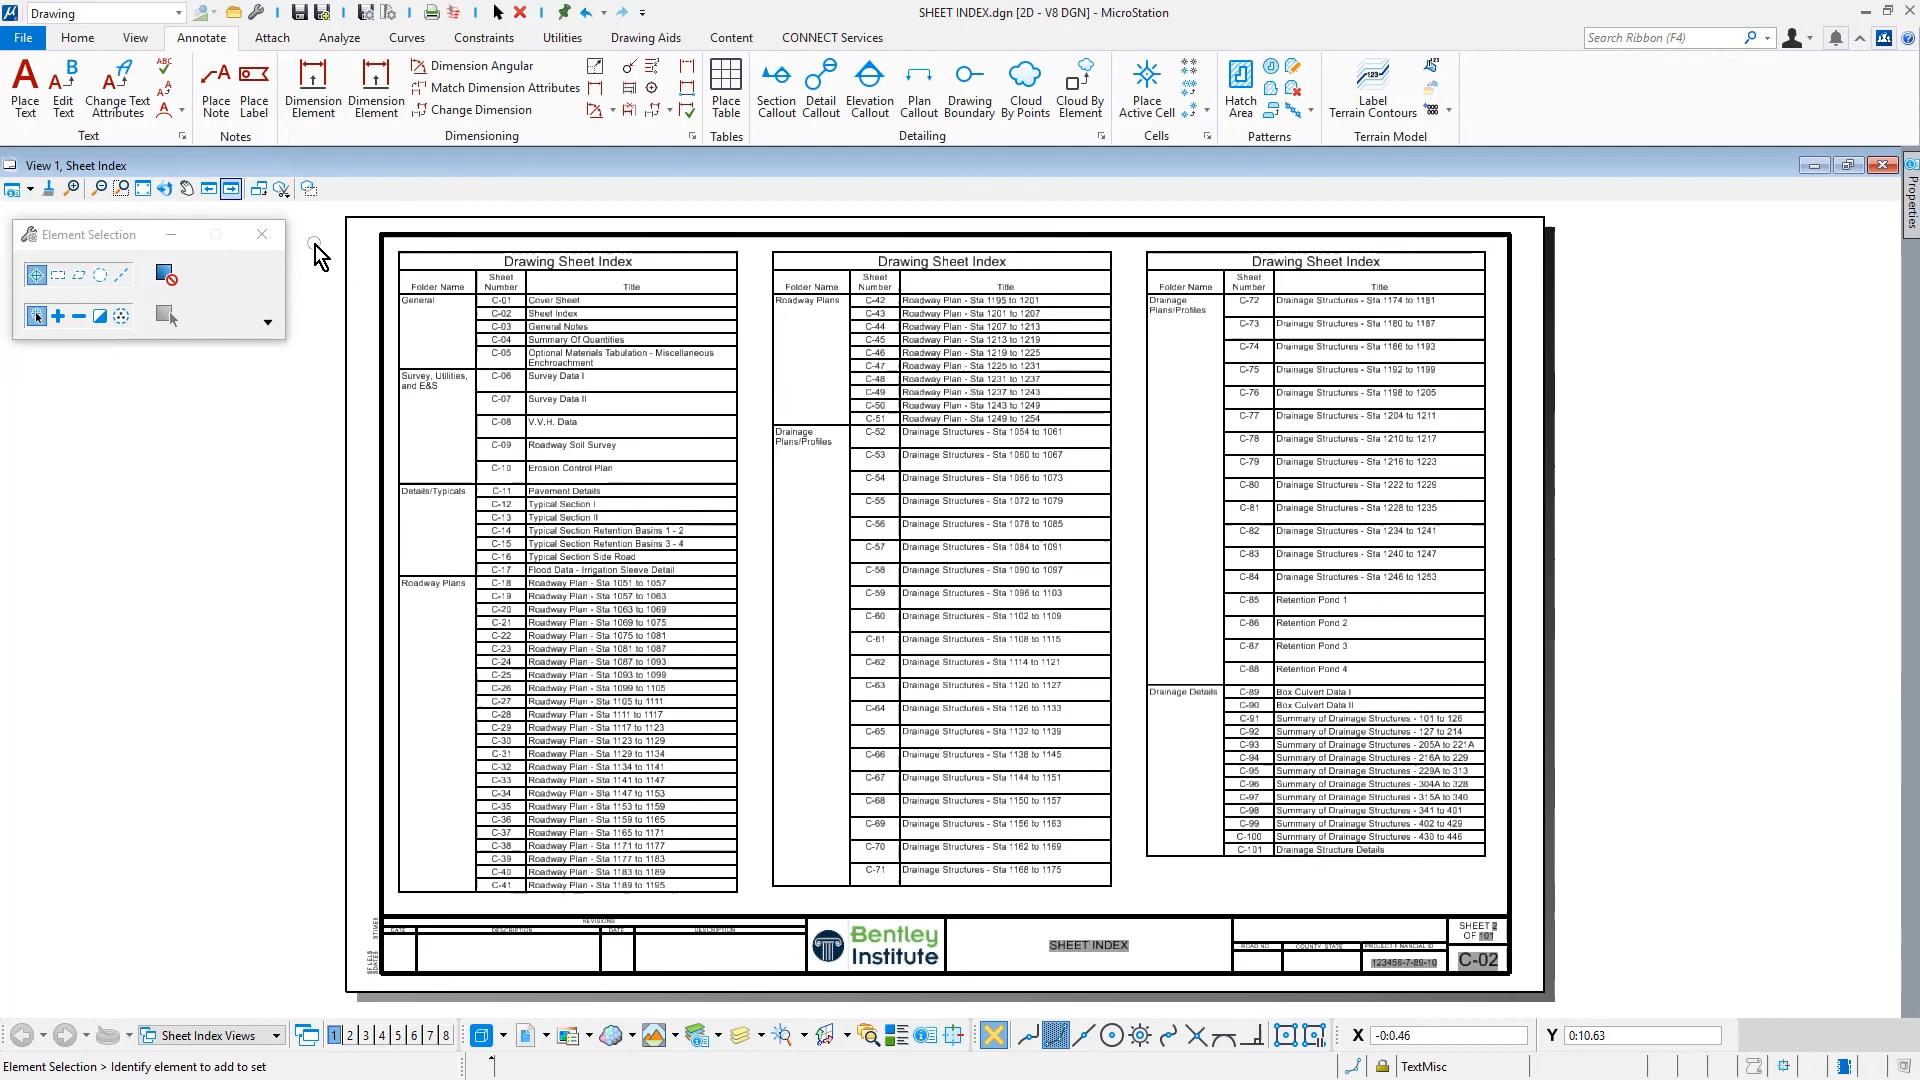 Drawing
SHEET INDEX.dgn [2D - V8 DGN] - MicroStation
File
Home
View
Annotate
Attach
Analyze
Curves
Constraints
Utilities
Drawing Aids
Content
CONNECT Services
Search Ribbon (F4)
Place Text
Edit Text
Change Text Attributes
Text
Place Note
Place Label
Notes
Dimension Element
Dimension Element
Dimension Angular
Match Dimension Attributes
Change Dimension
Dimensioning
Place Table
Tables
Section Callout
Detail Callout
Elevation Callout
Plan Callout
Drawing Boundary
Cloud By Points
Cloud By Element
Detailing
Place Active Cell
Cells
Hatch Area
Patterns
Label Terrain Contours
Terrain Model
View 1, Sheet Index
Properties
Element Selection
Drawing Sheet Index
Folder Name Sheet Number Title
General C-01 Cover Sheet
C-02 Sheet Index
C-03 General Notes
C-04 Summary Of Quantities
C-05 Optional Materials Tabulation - Miscellaneous
Enchroachment
Survey, Utilities, and E&S C-06 Survey Data I
C-07 Survey Data II
C-08 V.V.H. Data
C-09 Roadway Soil Survey
C-10 Erosion Control Plan
Details/Typicals C-11 Pavement Details
C-12 Typical Section I
C-13 Typical Section II
C-14 Typical Section Retention Basins 1 - 2
C-15 Typical Section Retention Basins 3 - 4
C-16 Typical Section Side Road
C-17 Flood Data - Irrigation Sleeve Detail
Roadway Plans C-18 Roadway Plan - Sta 1051 to 1057
C-19 Roadway Plan - Sta 1057 to 1063
C-20 Roadway Plan - Sta 1063 to 1069
C-21 Roadway Plan - Sta 1069 to 1075
C-22 Roadway Plan - Sta 1075 to 1081
C-23 Roadway Plan - Sta 1081 to 1087
C-24 Roadway Plan - Sta 1087 to 1093
C-25 Roadway Plan - Sta 1093 to 1099
C-26 Roadway Plan - Sta 1099 to 1105
C-27 Roadway Plan - Sta 1105 to 1111
C-28 Roadway Plan - Sta 1111 to 1117
C-29 Roadway Plan - Sta 1117 to 1123
C-30 Roadway Plan - Sta 1123 to 1129
C-31 Roadway Plan - Sta 1129 to 1134
C-32 Roadway Plan - Sta 1134 to 1141
C-33 Roadway Plan - Sta 1141 to 1147
C-34 Roadway Plan - Sta 1147 to 1153
C-35 Roadway Plan - Sta 1153 to 1159
C-36 Roadway Plan - Sta 1159 to 1165
C-37 Roadway Plan - Sta 1165 to 1171
C-38 Roadway Plan - Sta 1171 to 1177
C-39 Roadway Plan - Sta 1177 to 1183
C-40 Roadway Plan - Sta 1183 to 1189
C-41 Roadway Plan - Sta 1189 to 1195
Drawing Sheet Index
Folder Name Sheet Number Title
Roadway Plans C-42 Roadway Plan - Sta 1195 to 1201
C-43 Roadway Plan - Sta 1201 to 1207
C-44 Roadway Plan - Sta 1207 to 1213
C-45 Roadway Plan - Sta 1213 to 1219
C-46 Roadway Plan - Sta 1219 to 1225
C-47 Roadway Plan - Sta 1225 to 1231
C-48 Roadway Plan - Sta 1231 to 1237
C-49 Roadway Plan - Sta 1237 to 1243
C-50 Roadway Plan - Sta 1243 to 1249
C-51 Roadway Plan - Sta 1249 to 1254
Drainage Plans/Profiles C-52 Drainage Structures - Sta 1054 to 1061
C-53 Drainage Structures - Sta 1060 to 1067
C-54 Drainage Structures - Sta 1066 to 1073
C-55 Drainage Structures - Sta 1072 to 1079
C-56 Drainage Structures - Sta 1078 to 1085
C-57 Drainage Structures - Sta 1084 to 1091
C-58 Drainage Structures - Sta 1090 to 1097
C-59 Drainage Structures - Sta 1096 to 1103
C-60 Drainage Structures - Sta 1102 to 1109
C-61 Drainage Structures - Sta 1108 to 1115
C-62 Drainage Structures - Sta 1114 to 1121
C-63 Drainage Structures - Sta 1120 to 1127
C-64 Drainage Structures - Sta 1126 to 1133
C-65 Drainage Structures - Sta 1132 to 1139
C-66 Drainage Structures - Sta 1138 to 1145
C-67 Drainage Structures - Sta 1144 to 1151
C-68 Drainage Structures - Sta 1150 to 1157
C-69 Drainage Structures - Sta 1156 to 1163
C-70 Drainage Structures - Sta 1162 to 1169
C-71 Drainage Structures - Sta 1168 to 1175
Drawing Sheet Index
Folder Name Sheet Number Title
Drainage Plans/Profiles C-72 Drainage Structures - Sta 1174 to 1181
C-73 Drainage Structures - Sta 1180 to 1187
C-74 Drainage Structures - Sta 1186 to 1193
C-75 Drainage Structures - Sta 1192 to 1199
C-76 Drainage Structures - Sta 1198 to 1205
C-77 Drainage Structures - Sta 1204 to 1211
C-78 Drainage Structures - Sta 1210 to 1217
C-79 Drainage Structures - Sta 1216 to 1223
C-80 Drainage Structures - Sta 1222 to 1229
C-81 Drainage Structures - Sta 1228 to 1235
C-82 Drainage Structures - Sta 1234 to 1241
C-83 Drainage Structures - Sta 1240 to 1247
C-84 Drainage Structures - Sta 1246 to 1253
C-85 Retention Pond 1
C-86 Retention Pond 2
C-87 Retention Pond 3
C-88 Retention Pond 4
Drainage Details C-89 Box Culvert Data I
C-90 Box Culvert Data II
C-91 Summary of Drainage Structures - 101 to 126
C-92 Summary of Drainage Structures - 127 to 214
C-93 Summary of Drainage Structures - 205A to 221A
C-94 Summary of Drainage Structures - 216A to 229
C-95 Summary of Drainage Structures - 229A to 313
C-96 Summary of Drainage Structures - 304A to 328
C-97 Summary of Drainage Structures - 315A to 340
C-98 Summary of Drainage Structures - 341 to 401
C-99 Summary of Drainage Structures - 402 to 429
C-100 Summary of Drainage Structures - 430 to 446
C-101 Drainage Structure Details
REVISIONS
DATE DESCRIPTION DATE DESCRIPTION
Bentley
Institute
SHEET INDEX
ROAD NO COUNTY STATE PROJECT FINANCIAL ID
123456-7-89-10
SHEET 2
OF 101
C-02
Sheet Index Views
1 2 3 4 5 6 7 8
X -0:0.46
Y 0:10.63
Element Selection > Identify element to add to set
TextMisc